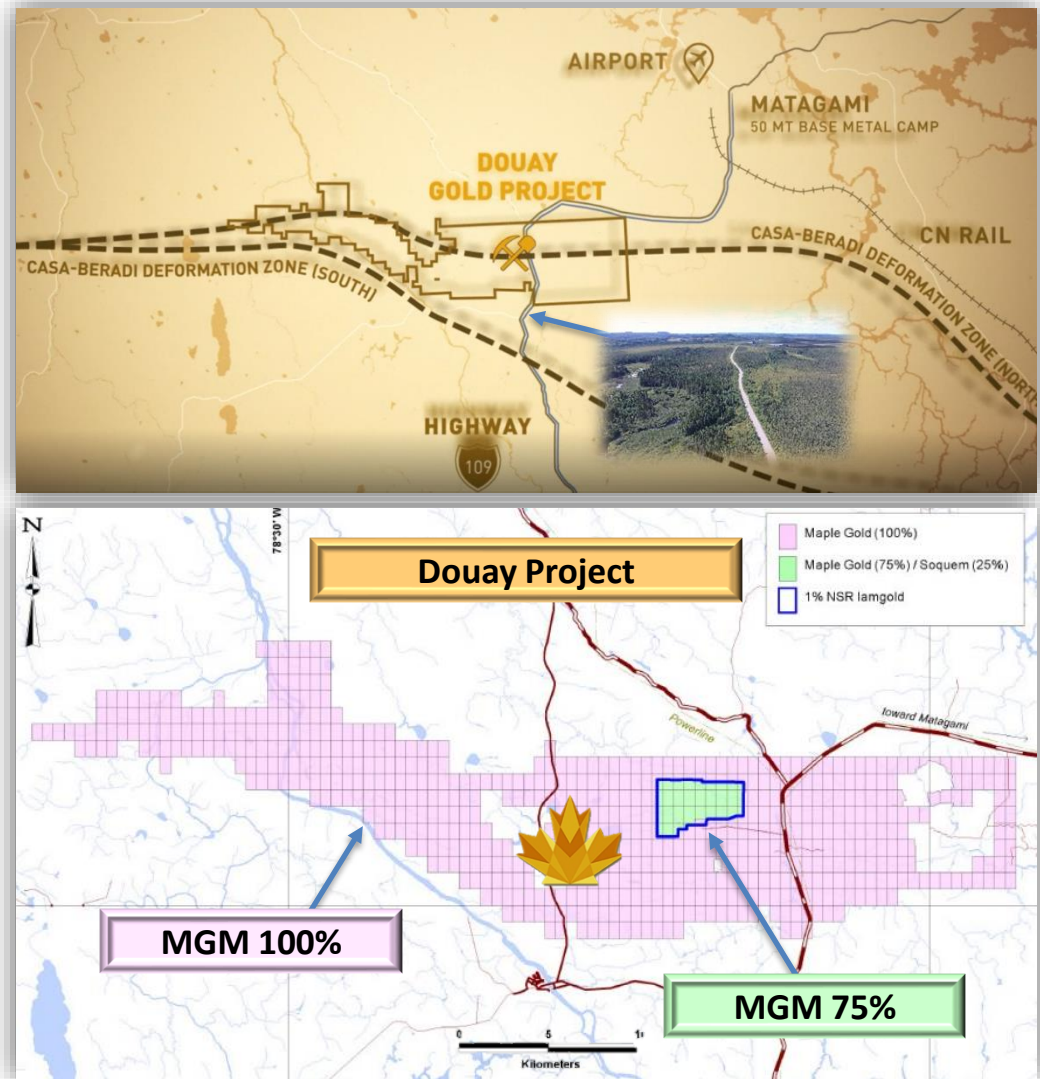 AIRPORT
MATAGAMI
50 MT BASE METAL CAMP
DOUAY
GOLD PROJECT
CASA-BERADI DEFORMATION ZONE
CN RAIL
CASA-BERADI DEFORMATION ZONE (SOUTH)
(NORT
HIGHWAY
109
N
78°30' W
Douay Project
Maple Gold (100%)
Maple Gold (75%) / Soquem (25%)
1% NSR Iamgold
Powerline
toward Matagami
MGM 100%
MGM 75%
0 5 1
Kilometers